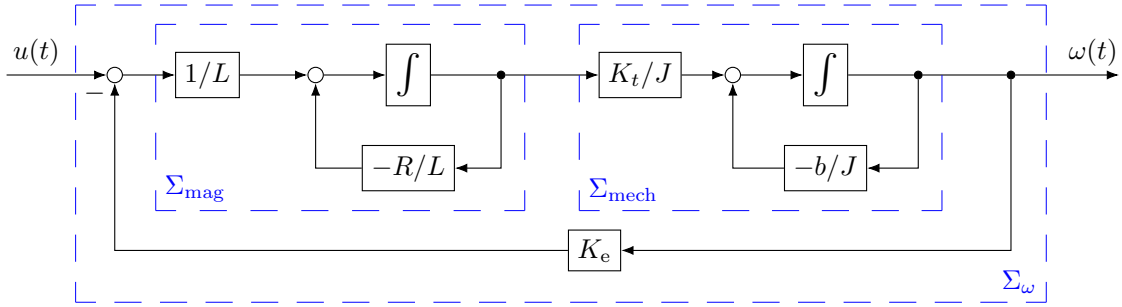 u(t)
ω(t)
−
1/L
∫
K_t/J
∫
−R/L
−b/J
Σ_mag
Σ_mech
K_e
Σ_ω